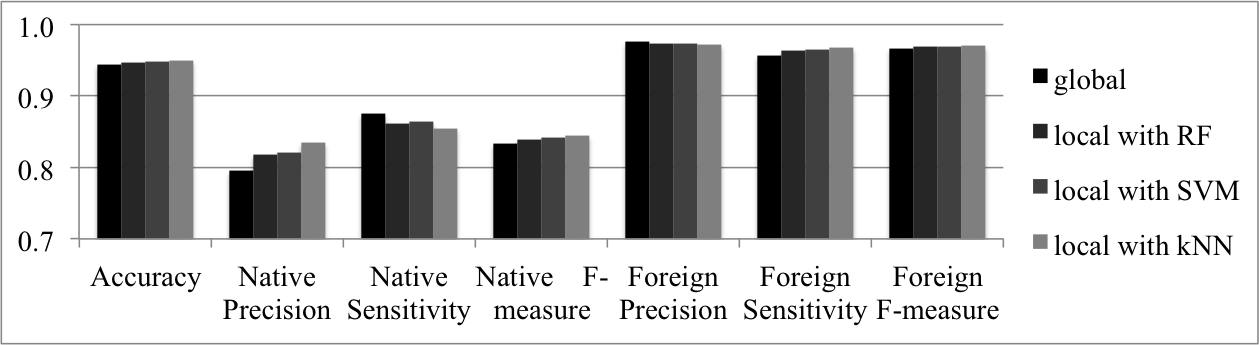 1.0
0.9
0.8
0.7
Accuracy
Native
Precision
Native
Sensitivity
Native F-
measure
Foreign
Precision
Foreign
Sensitivity
Foreign
F-measure
global
local with RF
local with SVM
local with kNN